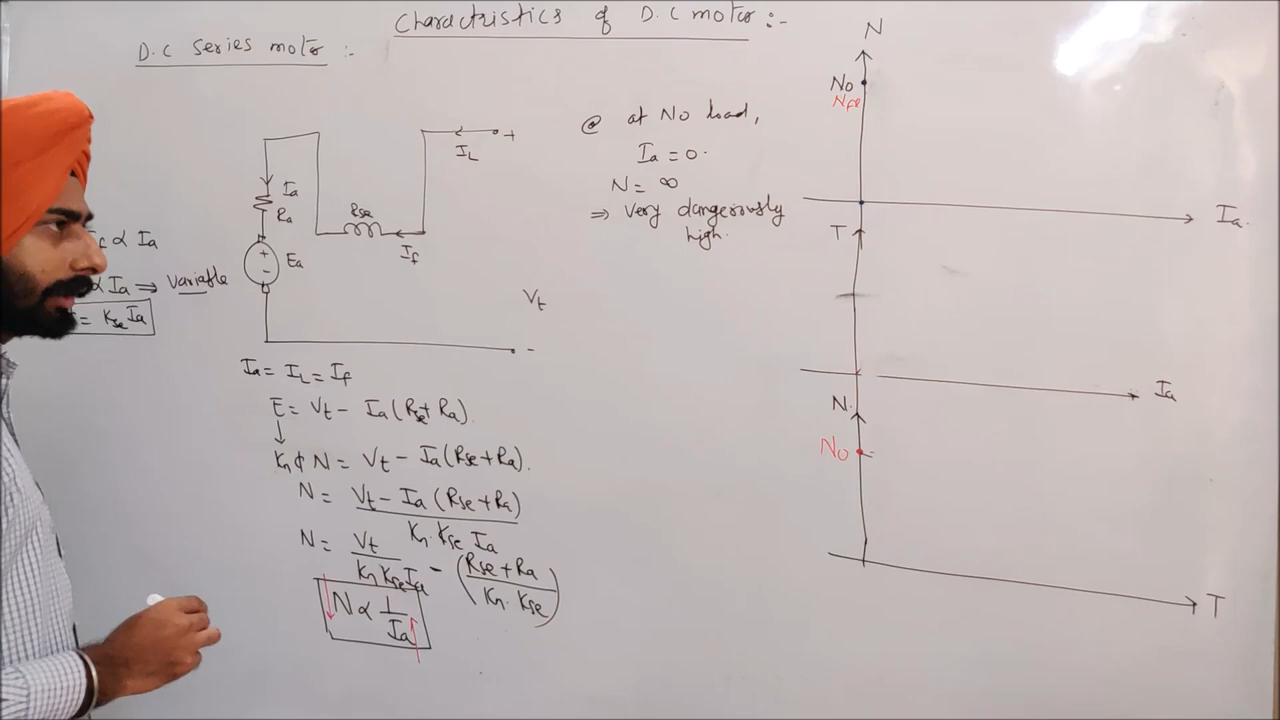 Charactristics of D.C motor :-
D.C series motor :-
∝ Ia
∝ Ia ⇒ variable
= Kse Ia
Ia
Ra
Ea
Rse
If
IL
+
Vt
-
Ia = IL = If
E = Vt - Ia (Rse + Ra)
↓
Kn ϕ N = Vt - Ia (Rse + Ra).
N = Vt - Ia (Rse + Ra)
Kn. Kse Ia
N = Vt / Kn Kse Ia - (Rse + Ra / Kn. Kse)
N ∝ 1 / Ia
@ at No load,
Ia = 0.
N = ∞
⇒ Very dangerously
high.
N
No
Ia.
T
Ia
N.
No
T